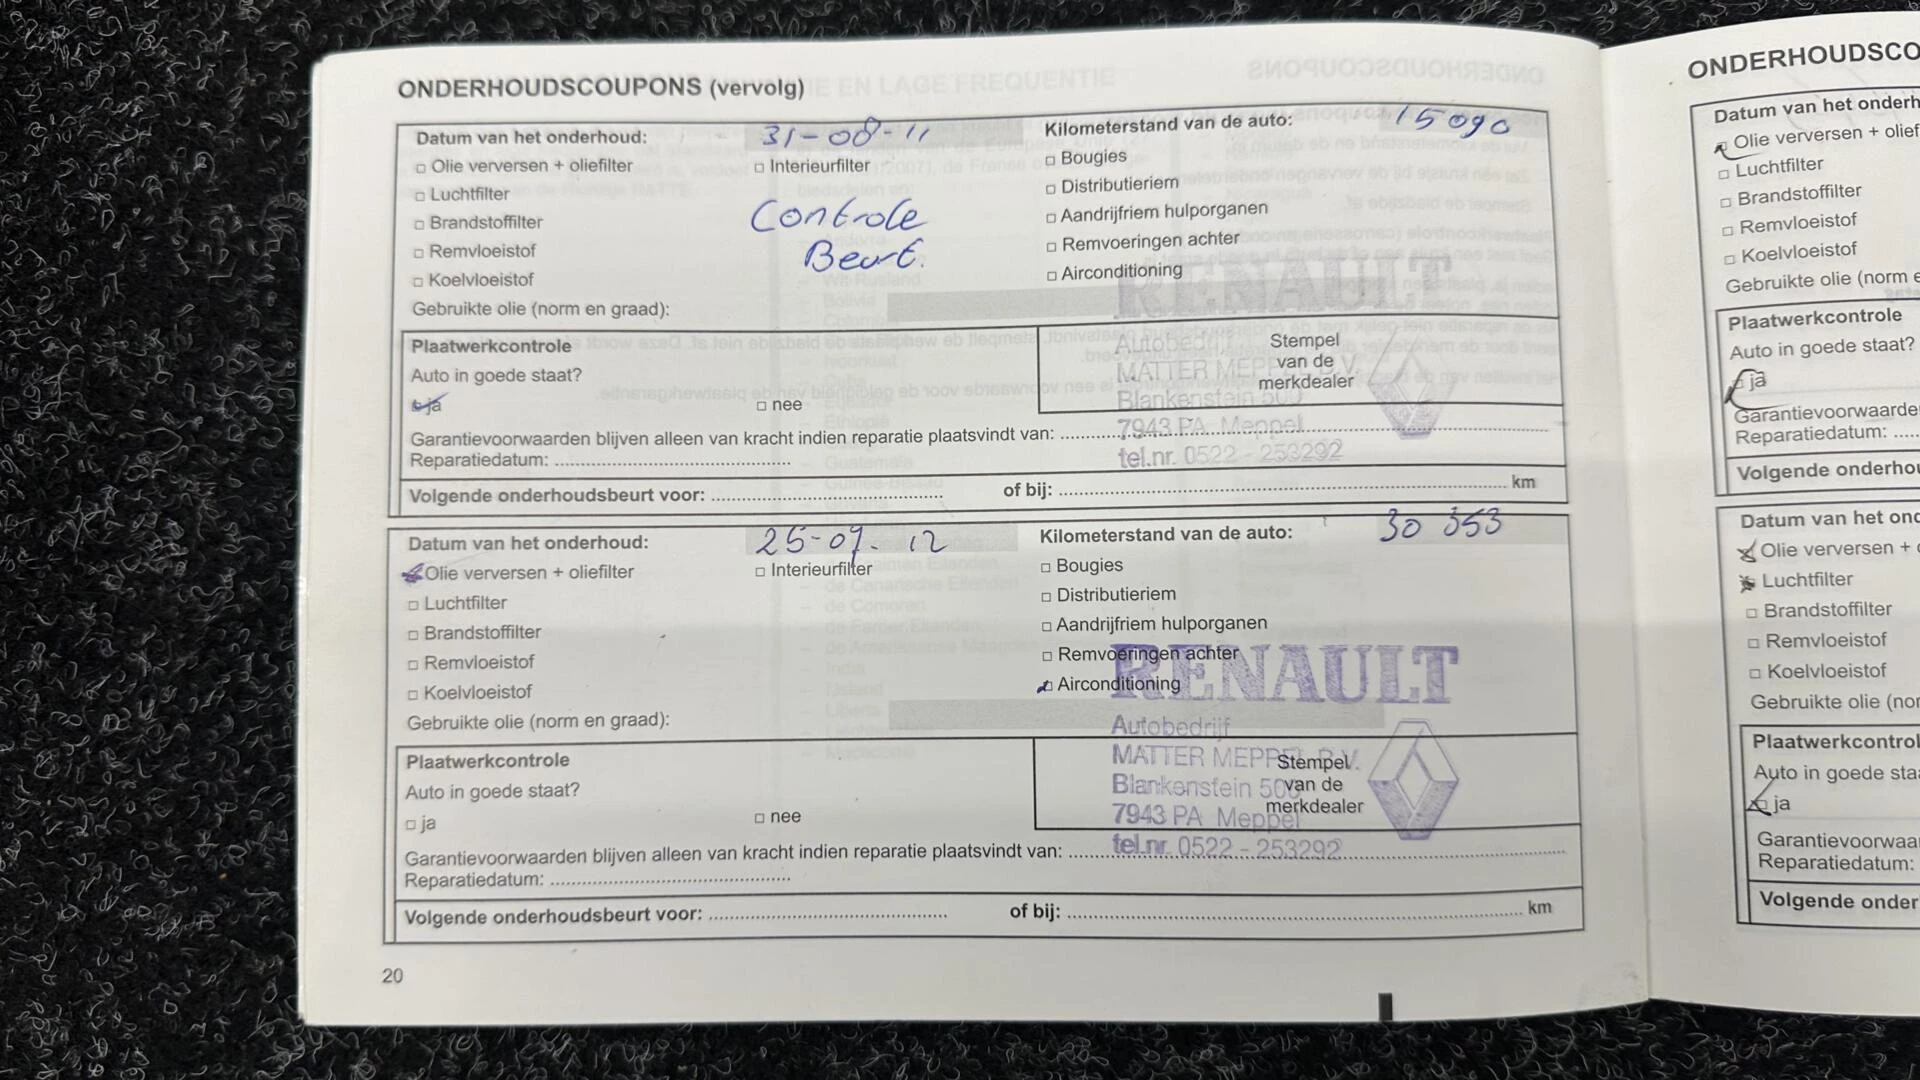 ONDERHOUDSCOUPONS (vervolg)
Datum van het onderhoud: 31-08-11 Kilometerstand van de auto: 15090
Olie verversen + oliefilter Interieurfilter Bougies
Luchtfilter Distributieriem
Brandstoffilter Controle Aandrijfriem hulporganen
Remvloeistof Beurt. Remvoeringen achter
Koelvloeistof Airconditioning
Gebruikte olie (norm en graad):
RENAULT
Plaatwerkcontrole
Auto in goede staat?
ja nee
Stempel
van de
merkdealer
Autobedrijf
MATTER MEPPEL B.V.
Blankenstein 500
7943 PA Meppel
tel.nr. 0522 - 253292
Garantievoorwaarden blijven alleen van kracht indien reparatie plaatsvindt van:
Reparatiedatum:
Volgende onderhoudsbeurt voor: of bij: km
Datum van het onderhoud: 25-07-12 Kilometerstand van de auto: 30 353
Olie verversen + oliefilter Interieurfilter Bougies
Luchtfilter Distributieriem
Brandstoffilter Aandrijfriem hulporganen
Remvloeistof Remvoeringen achter
Koelvloeistof Airconditioning
Gebruikte olie (norm en graad):
RENAULT
Plaatwerkcontrole
Auto in goede staat?
ja nee
Stempel
van de
merkdealer
Autobedrijf
MATTER MEPPEL B.V.
Blankenstein 500
7943 PA Meppel
tel.nr. 0522 - 253292
Garantievoorwaarden blijven alleen van kracht indien reparatie plaatsvindt van:
Reparatiedatum:
Volgende onderhoudsbeurt voor: of bij: km
20
ONDERHOUDSCO
Datum van het onderh
Olie verversen + olief
Luchtfilter
Brandstoffilter
Remvloeistof
Koelvloeistof
Gebruikte olie (norm e
Plaatwerkcontrole
Auto in goede staat?
ja
Garantievoorwaarde
Reparatiedatum:
Volgende onderhou
Datum van het ond
Olie verversen +
Luchtfilter
Brandstoffilter
Remvloeistof
Koelvloeistof
Gebruikte olie (nor
Plaatwerkcontrol
Auto in goede staa
ja
Garantievoorwaa
Reparatiedatum:
Volgende onder